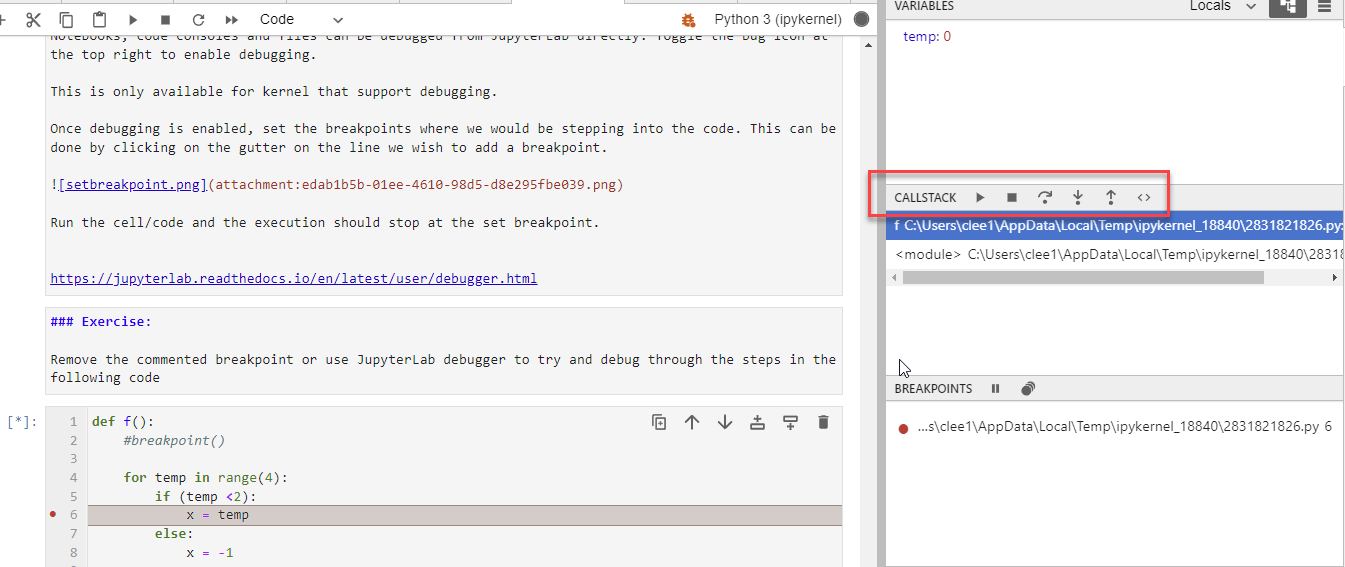 Code
Python 3 (ipykernel)
Notebooks, code consoles and files can be debugged from JupyterLab directly. Toggle the bug icon at
the top right to enable debugging.
This is only available for kernel that support debugging.
Once debugging is enabled, set the breakpoints where we would be stepping into the code. This can be
done by clicking on the gutter on the line we wish to add a breakpoint.
![setbreakpoint.png](attachment:edab1b5b-01ee-4610-98d5-d8e295fbe039.png)
Run the cell/code and the execution should stop at the set breakpoint.
https://jupyterlab.readthedocs.io/en/latest/user/debugger.html
### Exercise:
Remove the commented breakpoint or use JupyterLab debugger to try and debug through the steps in the
following code
[*]:
1 def f():
2 #breakpoint()
3
4 for temp in range(4):
5 if (temp <2):
6 x = temp
7 else:
8 x = -1
VARIABLES
Locals
temp: 0
CALLSTACK
f C:\Users\clee1\AppData\Local\Temp\ipykernel_18840\2831821826.py:
<module> C:\Users\clee1\AppData\Local\Temp\ipykernel_18840\28318
BREAKPOINTS
...s\clee1\AppData\Local\Temp\ipykernel_18840\2831821826.py 6